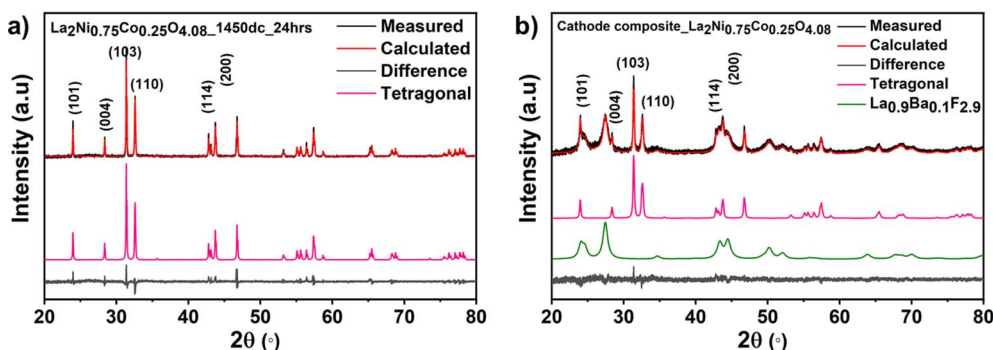 a)
La2Ni0.75Co0.25O4.08_1450dc_24hrs
Measured
Calculated
Difference
Tetragonal
(101)
(004)
(103)
(110)
(114)
(200)
Intensity (a.u)
20 30 40 50 60 70 80
2θ (°)
b)
Cathode composite_La2Ni0.75Co0.25O4.08
Measured
Calculated
Difference
Tetragonal
La0.9Ba0.1F2.9
(101)
(004)
(103)
(110)
(114)
(200)
Intensity (a.u)
20 30 40 50 60 70 80
2θ (°)